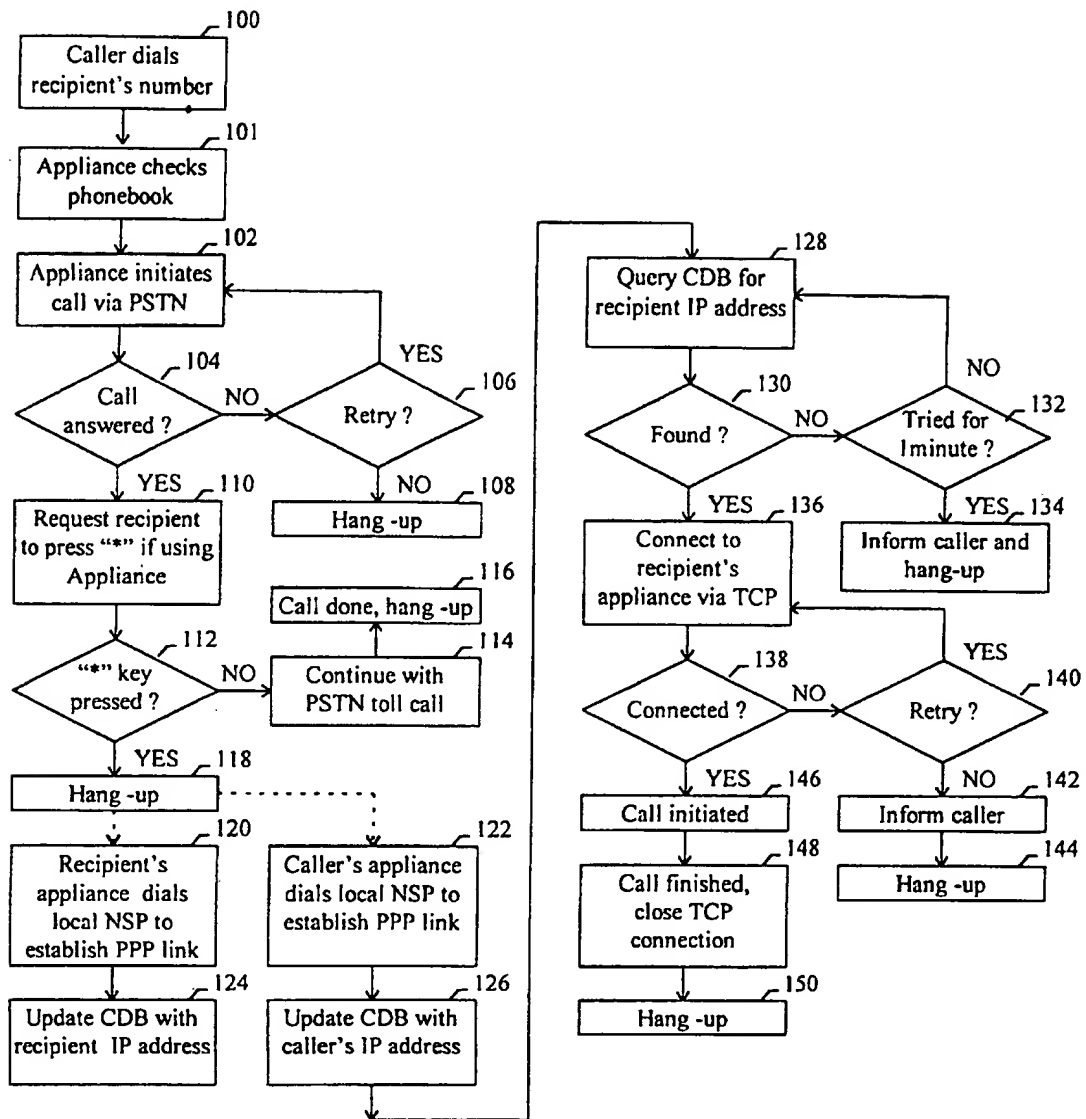 100
Caller dials
recipient's number
101
Appliance checks
phonebook
102
Appliance initiates
call via PSTN
104
Call
answered ?
NO
YES
106
Retry ?
YES
NO
108
Hang -up
110
Request recipient
to press “*” if using
Appliance
112
“*” key
pressed ?
NO
114
Continue with
PSTN toll call
116
Call done, hang -up
YES
118
Hang -up
120
Recipient's
appliance dials
local NSP to
establish PPP link
122
Caller's appliance
dials local NSP to
establish PPP link
124
Update CDB with
recipient IP address
126
Update CDB with
caller's IP address
128
Query CDB for
recipient IP address
130
Found ?
NO
132
Tried for
1minute ?
NO
YES
134
Inform caller and
hang-up
YES
136
Connect to
recipient's
appliance via TCP
138
Connected ?
NO
140
Retry ?
YES
NO
142
Inform caller
144
Hang -up
YES
146
Call initiated
148
Call finished,
close TCP
connection
150
Hang -up